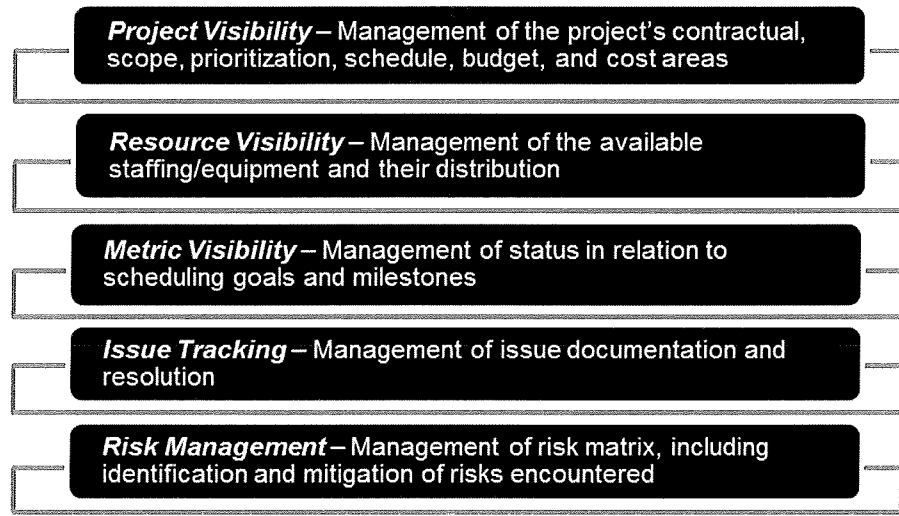 Project Visibility – Management of the project's contractual,
scope, prioritization, schedule, budget, and cost areas
Resource Visibility – Management of the available
staffing/equipment and their distribution
Metric Visibility – Management of status in relation to
scheduling goals and milestones
Issue Tracking – Management of issue documentation and
resolution
Risk Management – Management of risk matrix, including
identification and mitigation of risks encountered